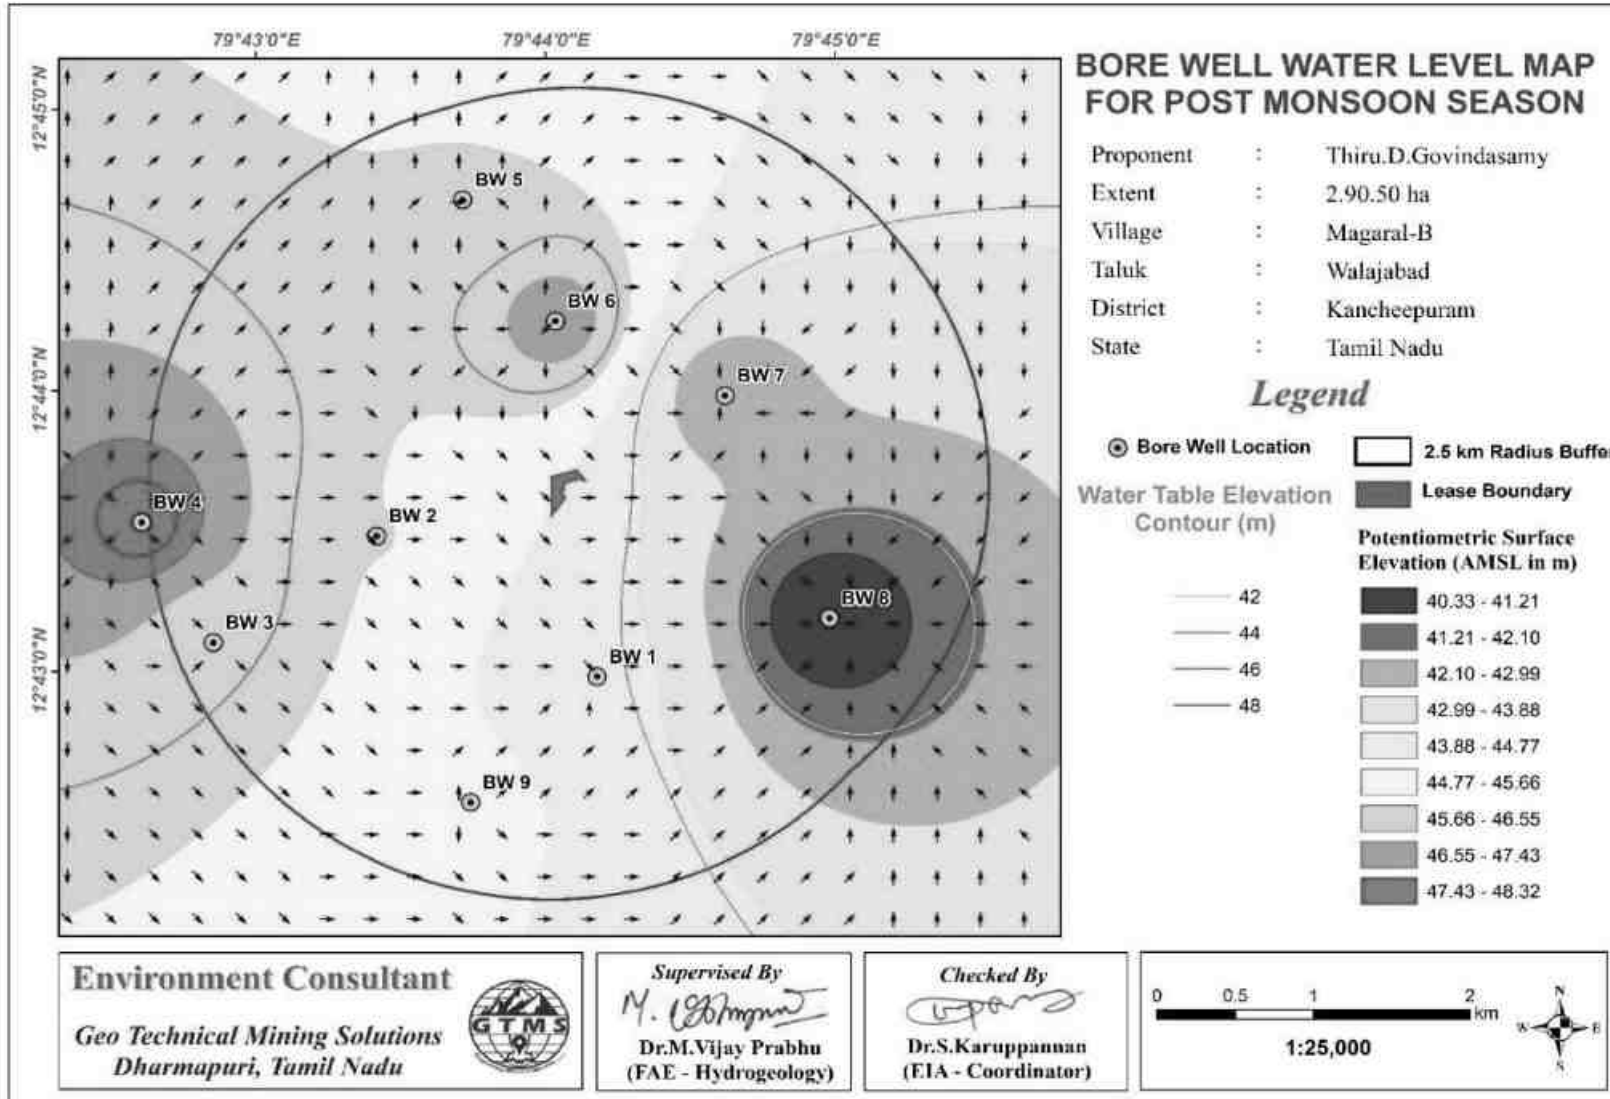 79°43'0"E
79°44'0"E
79°45'0"E
12°45'0"N
12°44'0"N
12°43'0"N
BW 5
BW 6
BW 7
BW 4
BW 2
BW 8
BW 3
BW 1
BW 9
BORE WELL WATER LEVEL MAP
FOR POST MONSOON SEASON
Proponent : Thiru.D.Govindasamy
Extent : 2.90.50 ha
Village : Magaral-B
Taluk : Walajabad
District : Kancheepuram
State : Tamil Nadu
Legend
Bore Well Location
2.5 km Radius Buffe
Lease Boundary
Water Table Elevation
Contour (m)
42
44
46
48
Potentiometric Surface
Elevation (AMSL in m)
40.33 - 41.21
41.21 - 42.10
42.10 - 42.99
42.99 - 43.88
43.88 - 44.77
44.77 - 45.66
45.66 - 46.55
46.55 - 47.43
47.43 - 48.32
Environment Consultant
Geo Technical Mining Solutions
Dharmapuri, Tamil Nadu
GTMS
Supervised By
Dr.M.Vijay Prabhu
(FAE - Hydrogeology)
Checked By
Dr.S.Karuppannan
(EIA - Coordinator)
0 0.5 1 2
km
1:25,000
N
W E
S